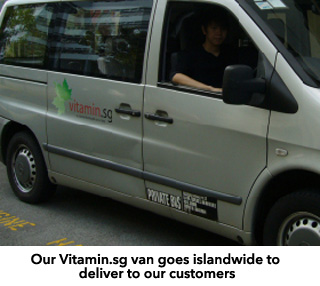 vitamin.sg
PRIVATE BUS
Our Vitamin.sg van goes islandwide to
deliver to our customers